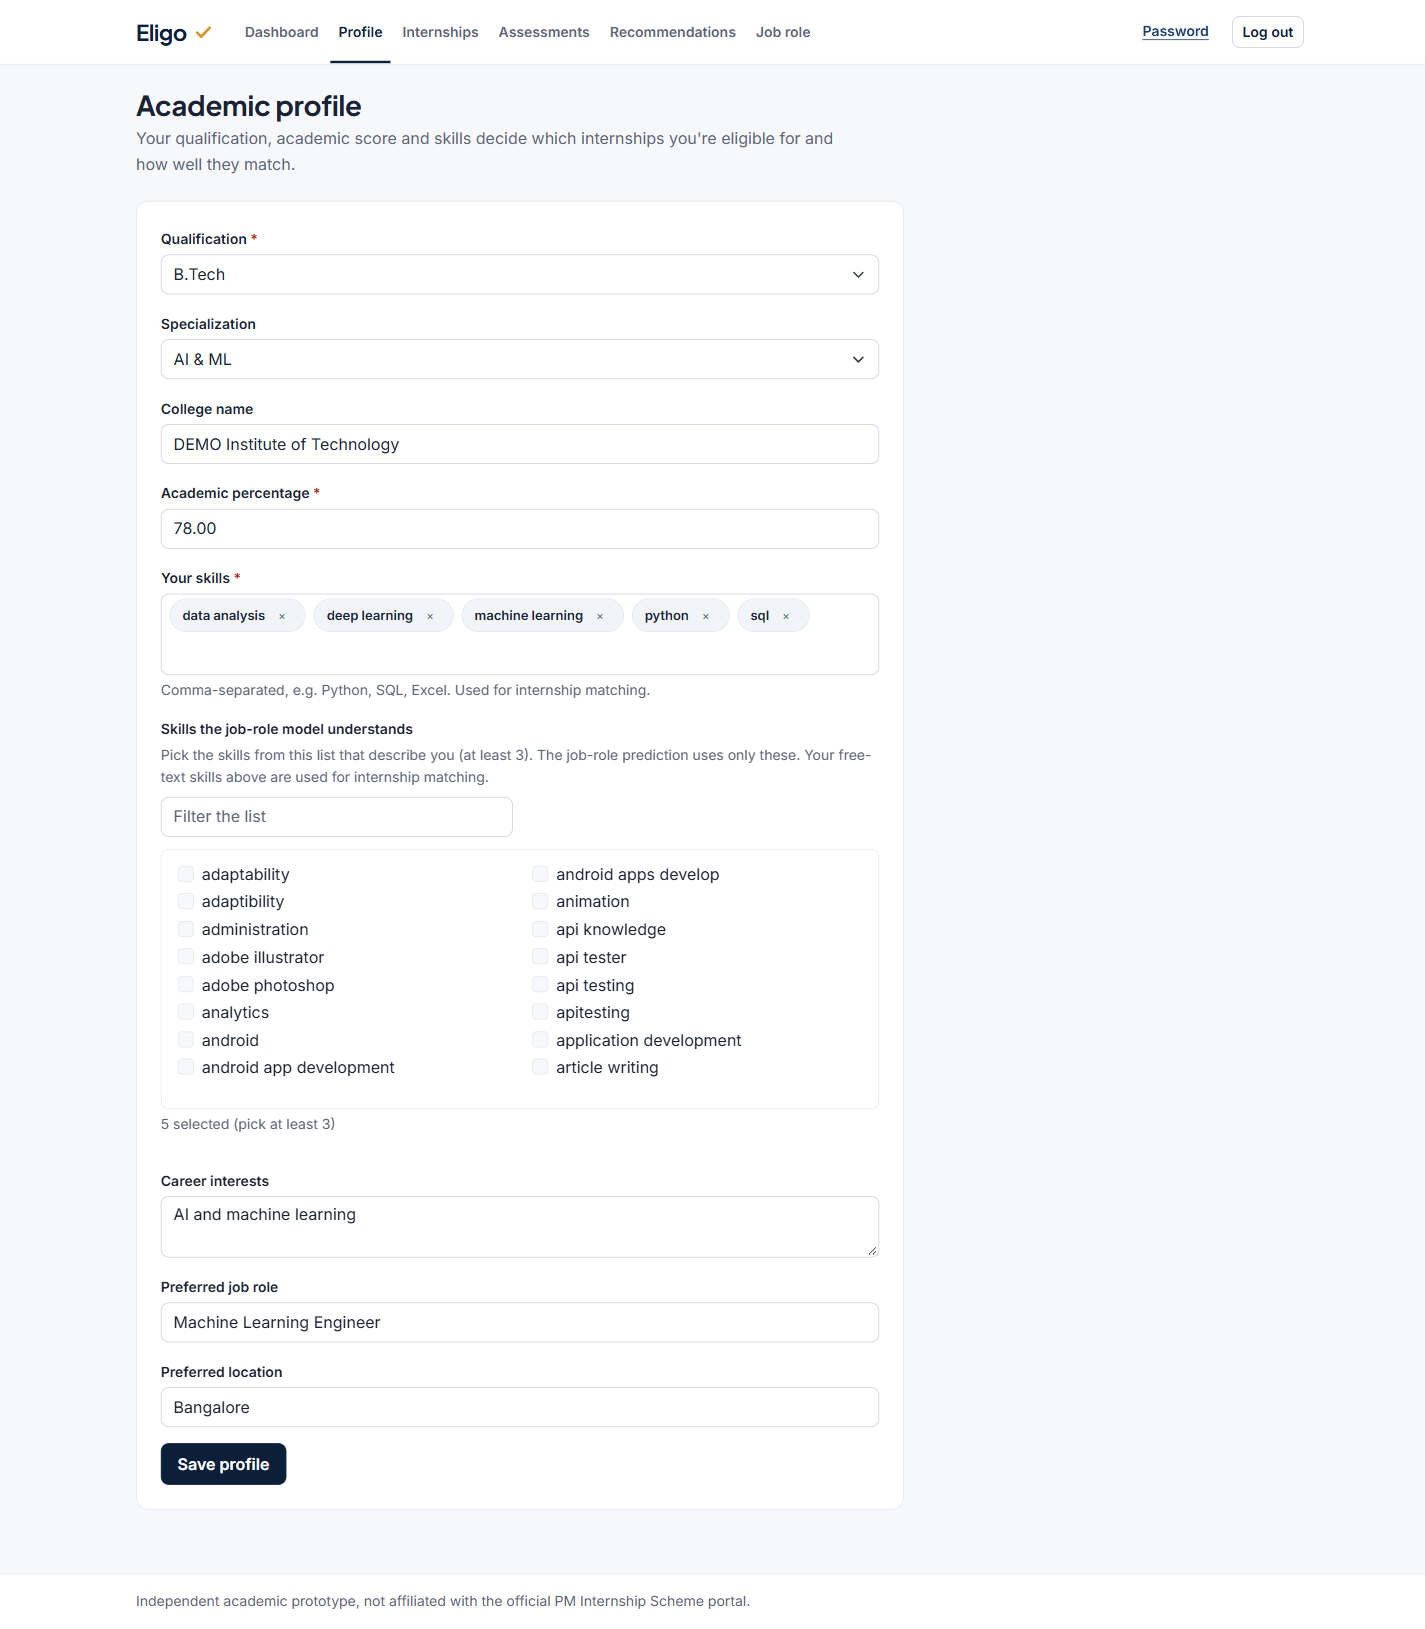 Eligo
Dashboard
Profile
Internships
Assessments
Recommendations
Job role
Password
Log out
Academic profile
Your qualification, academic score and skills decide which internships you're eligible for and
how well they match.
Qualification *
B.Tech
Specialization
AI & ML
College name
DEMO Institute of Technology
Academic percentage *
78.00
Your skills *
data analysis × deep learning × machine learning × python × sql ×
Comma-separated, e.g. Python, SQL, Excel. Used for internship matching.
Skills the job-role model understands
Pick the skills from this list that describe you (at least 3). The job-role prediction uses only these. Your free-
text skills above are used for internship matching.
Filter the list
adaptability
adaptibility
administration
adobe illustrator
adobe photoshop
analytics
android
android app development
android apps develop
animation
api knowledge
api tester
api testing
apitesting
application development
article writing
5 selected (pick at least 3)
Career interests
AI and machine learning
Preferred job role
Machine Learning Engineer
Preferred location
Bangalore
Save profile
Independent academic prototype, not affiliated with the official PM Internship Scheme portal.